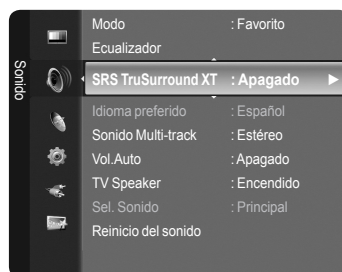 Sonido
Modo : Favorito
Ecualizador
SRS TruSurround XT : Apagado
Idioma preferido : Español
Sonido Multi-track : Estéreo
Vol.Auto : Apagado
TV Speaker : Encendido
Sel. Sonido : Principal
Reinicio del sonido